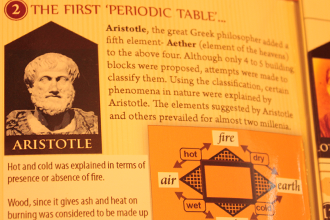 2 THE FIRST 'PERIODIC TABLE'...
Aristotle, the great Greek philosopher added a
fifth element- Aether (element of the heavens)
to the above four. Although only 4 to 5 building
blocks were proposed, attempts were made to
classify them. Using the classification, certain
phenomena in nature were explained by
Aristotle. The elements suggested by Aristotle
and others prevailed for almost two millenia.
ARISTOTLE
Hot and cold was explained in terms of
presence or absence of fire.
Wood, since it gives ash and heat on
burning was considered to be made up
fire
hot
dry
air
earth
wet
cold